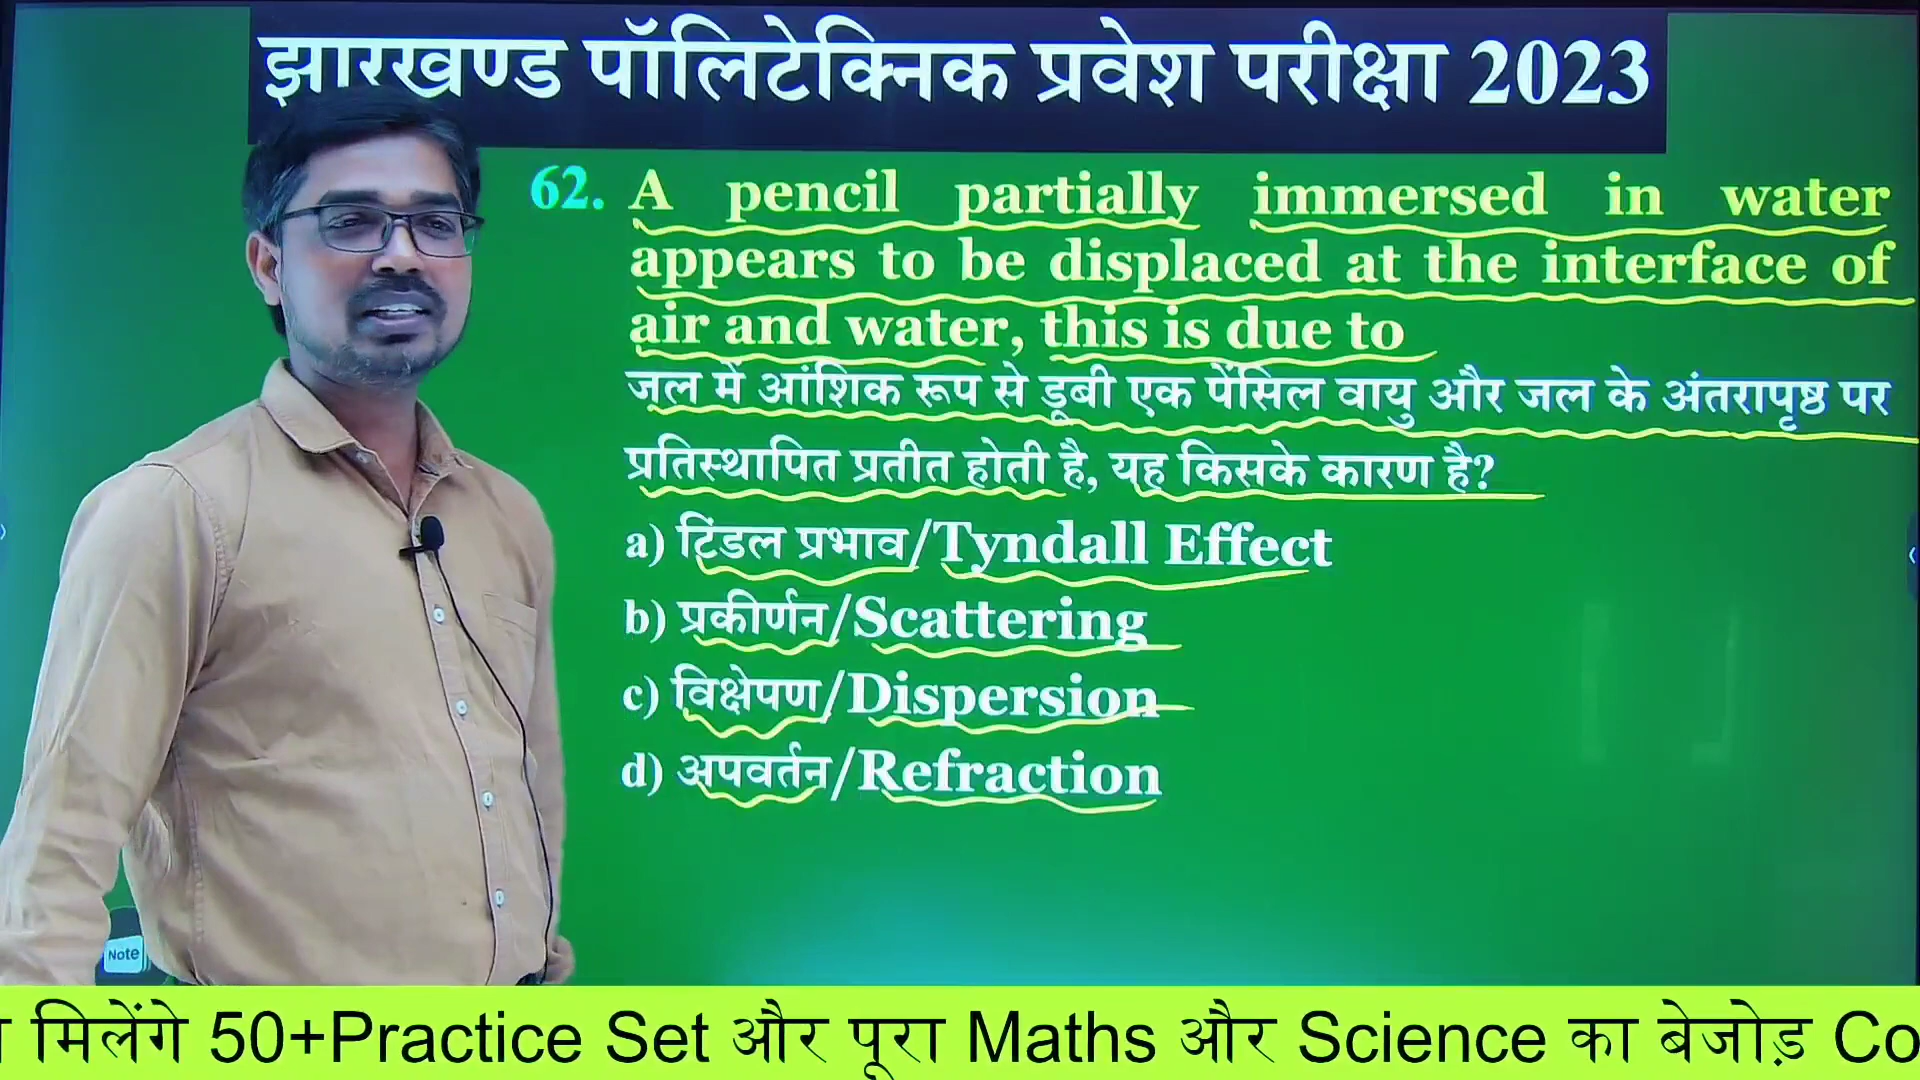 झारखण्ड पॉलिटेक्निक प्रवेश परीक्षा 2023
62. A pencil partially immersed in water
appears to be displaced at the interface of
air and water, this is due to
जल में आंशिक रूप से डूबी एक पेंसिल वायु और जल के अंतरापृष्ठ पर
प्रतिस्थापित प्रतीत होती है, यह किसके कारण है?
a) टिंडल प्रभाव/Tyndall Effect
b) प्रकीर्णन/Scattering
c) विक्षेपण/Dispersion
d) अपवर्तन/Refraction
Note
मिलेंगे 50+Practice Set और पूरा Maths और Science का बेजोड़ Co